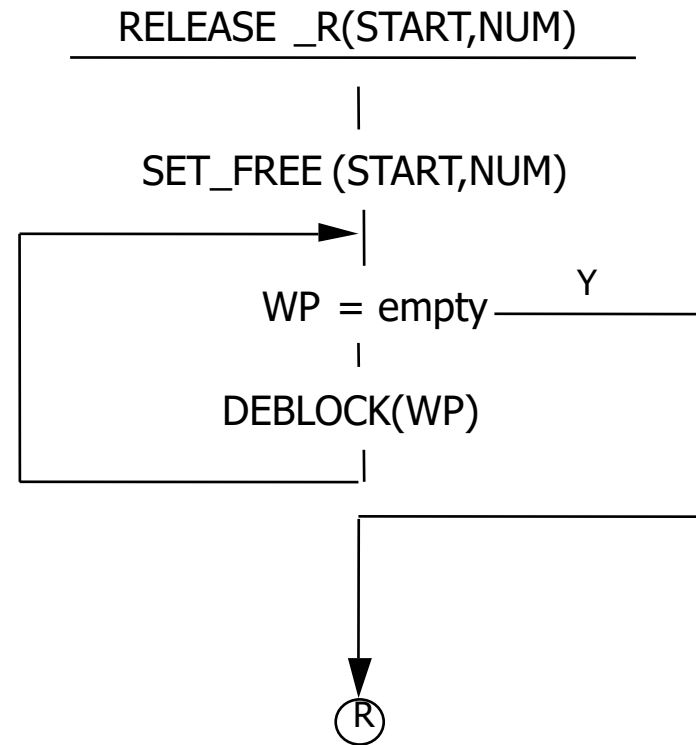 RELEASE _R(START,NUM)
SET_FREE (START,NUM)
Y
WP = empty
DEBLOCK(WP)
R